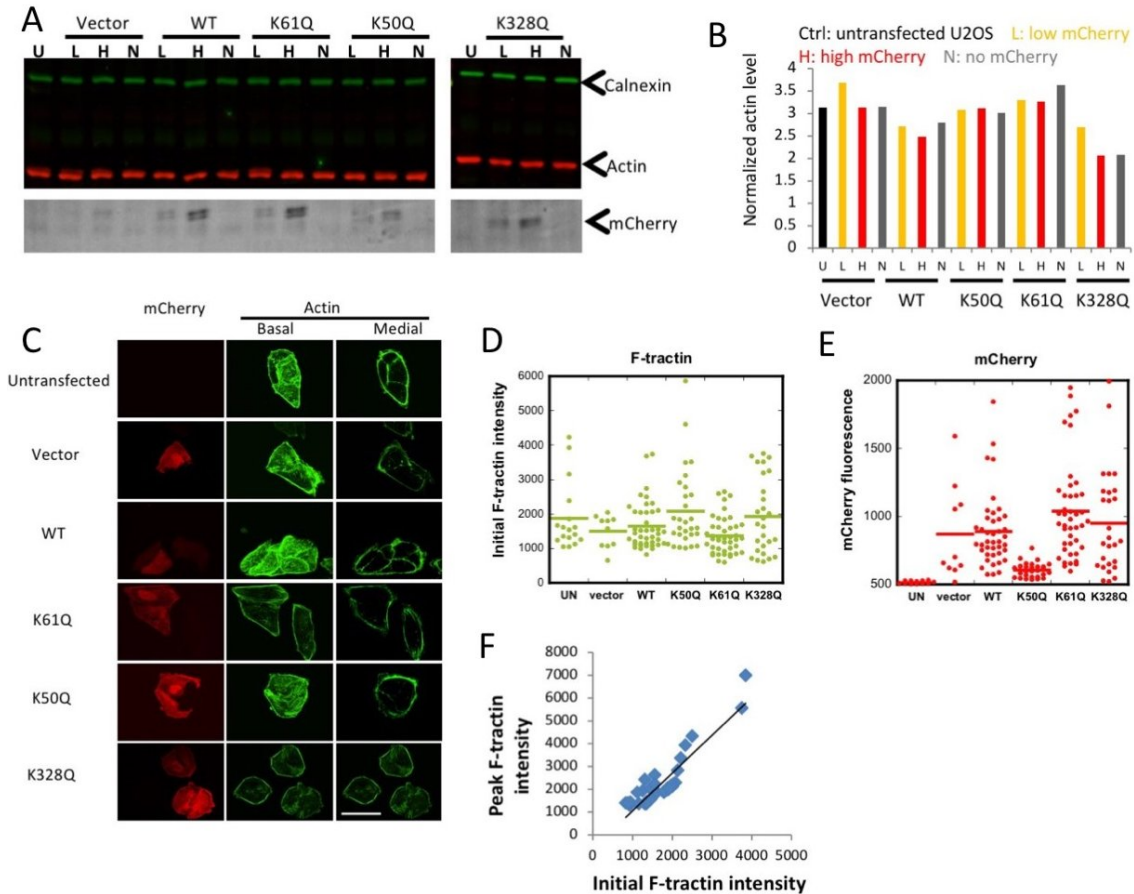 A
Vector WT K61Q K50Q K328Q
U L H N L H N L H N L H N U L H N
Calnexin
Actin
mCherry
B
Ctrl: untransfected U2OS L: low mCherry
H: high mCherry N: no mCherry
Normalized actin level
4
3.5
3
2.5
2
1.5
1
0.5
0
U L H N L H N L H N L H N L H N
Vector WT K50Q K61Q K328Q
C
mCherry Actin
Basal Medial
Untransfected
Vector
WT
K61Q
K50Q
K328Q
D
F-tractin
Initial F-tractin intensity
6000
5000
4000
3000
2000
1000
0
UN vector WT K50Q K61Q K328Q
E
mCherry
mCherry fluorescence
2000
1500
1000
500
UN vector WT K50Q K61Q K328Q
F
Peak F-tractin
intensity
8000
7000
6000
5000
4000
3000
2000
1000
0
0 1000 2000 3000 4000 5000
Initial F-tractin intensity